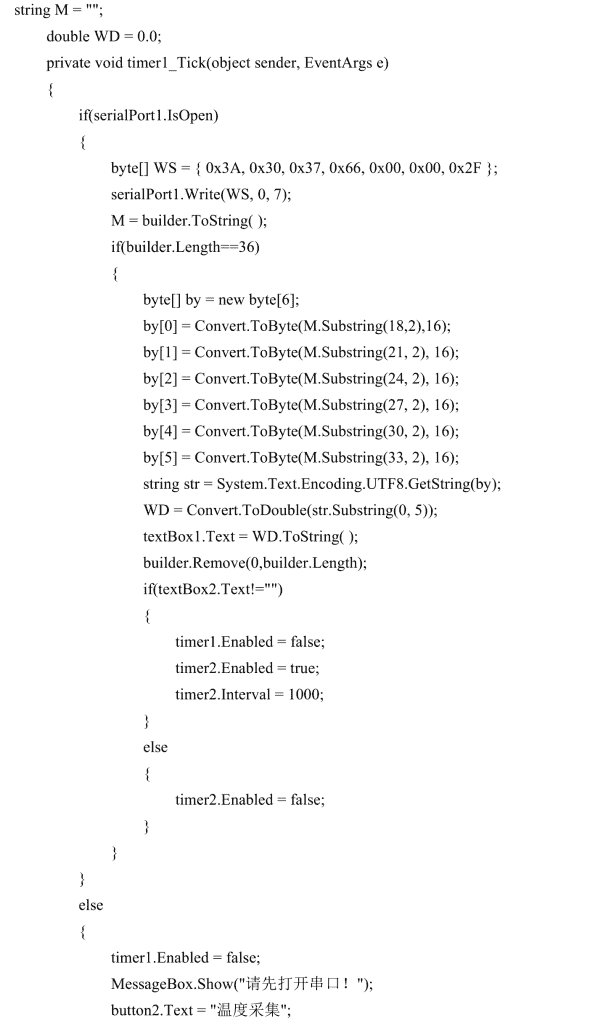 string M = "";
double WD = 0.0;
private void timer1_Tick(object sender, EventArgs e)
{
if(serialPort1.IsOpen)
{
byte[] WS = { 0x3A, 0x30, 0x37, 0x66, 0x00, 0x00, 0x2F };
serialPort1.Write(WS, 0, 7);
M = builder.ToString( );
if(builder.Length==36)
{
byte[] by = new byte[6];
by[0] = Convert.ToByte(M.Substring(18,2),16);
by[1] = Convert.ToByte(M.Substring(21, 2), 16);
by[2] = Convert.ToByte(M.Substring(24, 2), 16);
by[3] = Convert.ToByte(M.Substring(27, 2), 16);
by[4] = Convert.ToByte(M.Substring(30, 2), 16);
by[5] = Convert.ToByte(M.Substring(33, 2), 16);
string str = System.Text.Encoding.UTF8.GetString(by);
WD = Convert.ToDouble(str.Substring(0, 5));
textBox1.Text = WD.ToString( );
builder.Remove(0,builder.Length);
if(textBox2.Text!="")
{
timer1.Enabled = false;
timer2.Enabled = true;
timer2.Interval = 1000;
}
else
{
timer2.Enabled = false;
}
}
}
else
{
timer1.Enabled = false;
MessageBox.Show("请先打开串口！");
button2.Text = "温度采集";